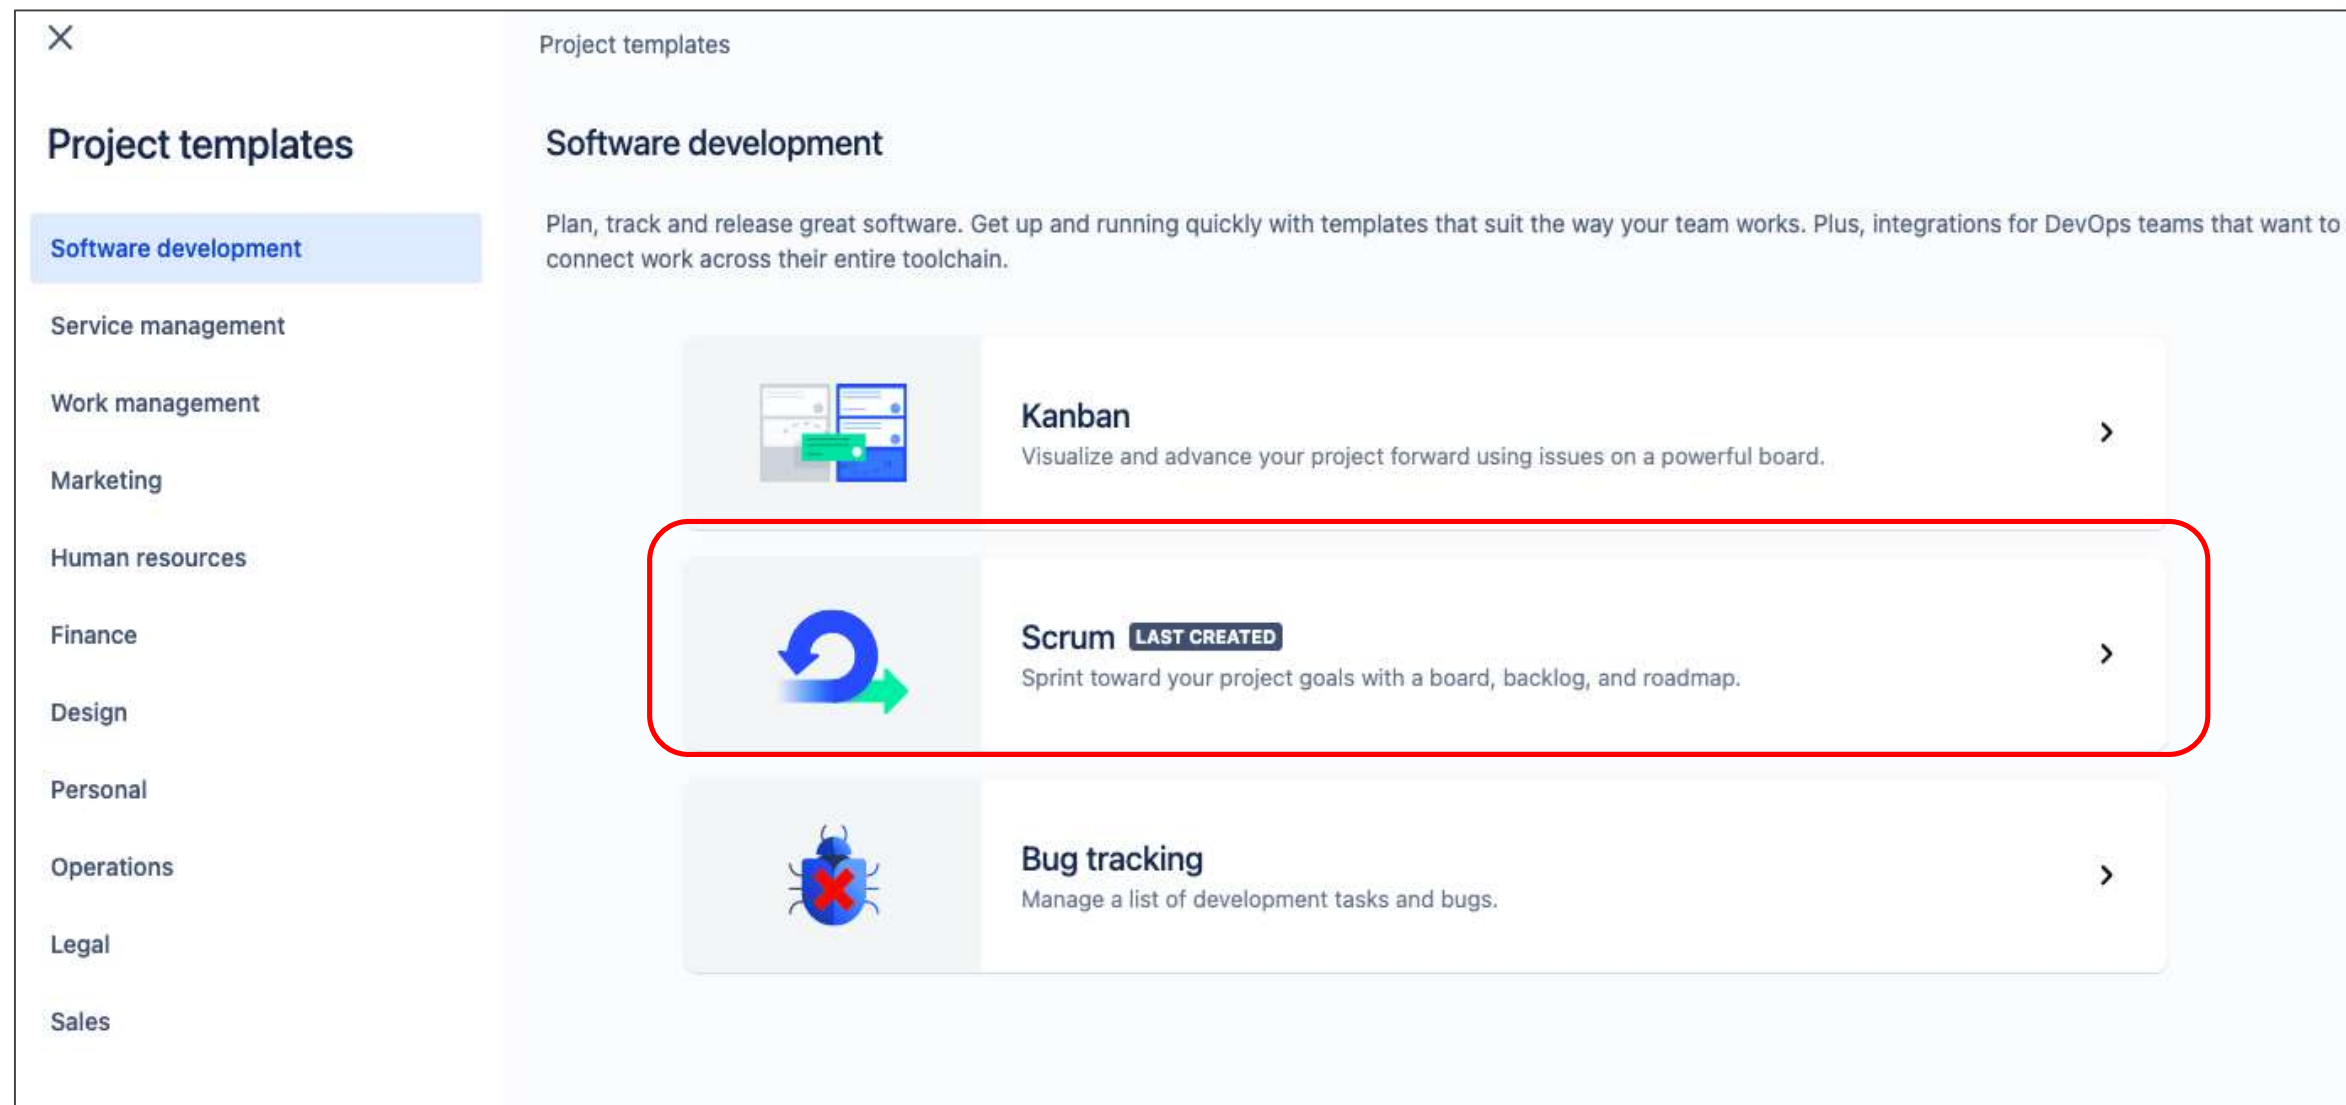 Project templates
Project templates
Software development
Service management
Work management
Marketing
Human resources
Finance
Design
Personal
Operations
Legal
Sales
Software development
Plan, track and release great software. Get up and running quickly with templates that suit the way your team works. Plus, integrations for DevOps teams that want to
connect work across their entire toolchain.
Kanban
Visualize and advance your project forward using issues on a powerful board.
Scrum LAST CREATED
Sprint toward your project goals with a board, backlog, and roadmap.
Bug tracking
Manage a list of development tasks and bugs.